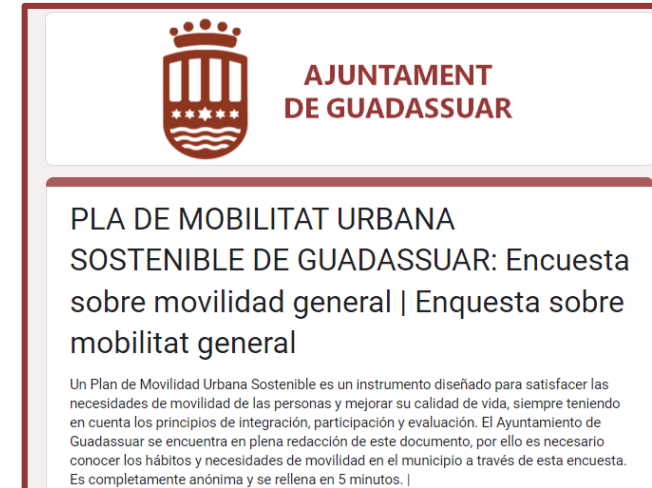 AJUNTAMENT
DE GUADASSUAR
PLA DE MOBILITAT URBANA
SOSTENIBLE DE GUADASSUAR: Encuesta
sobre movilidad general | Enquesta sobre
mobilitat general
Un Plan de Movilidad Urbana Sostenible es un instrumento diseñado para satisfacer las
necesidades de movilidad de las personas y mejorar su calidad de vida, siempre teniendo
en cuenta los principios de integración, participación y evaluación. El Ayuntamiento de
Guadassuar se encuentra en plena redacción de este documento, por ello es necesario
conocer los hábitos y necesidades de movilidad en el municipio a través de esta encuesta.
Es completamente anónima y se rellena en 5 minutos. |